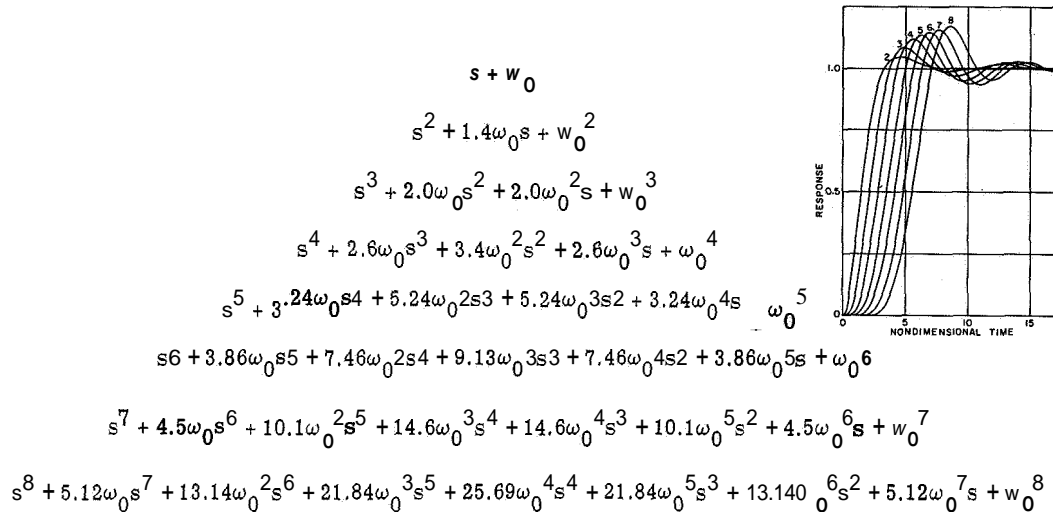 s + w₀
s² + 1.4ω₀s + w₀²
s³ + 2.0ω₀s² + 2.0ω₀²s + w₀³
s⁴ + 2.6ω₀s³ + 3.4ω₀²s² + 2.6ω₀³s + ω₀⁴
s⁵ + 3.24ω₀s4 + 5.24ω₀2s3 + 5.24ω₀3s2 + 3.24ω₀4s _ ω₀⁵
s6 + 3.86ω₀s5 + 7.46ω₀2s4 + 9.13ω₀3s3 + 7.46ω₀4s2 + 3.86ω₀5s + ω₀6
s⁷ + 4.5ω₀s⁶ + 10.1ω₀²s⁵ + 14.6ω₀³s⁴ + 14.6ω₀⁴s³ + 10.1ω₀⁵s² + 4.5ω₀⁶s + w₀⁷
s⁸ + 5.12ω₀s⁷ + 13.14ω₀²s⁶ + 21.84ω₀³s⁵ + 25.69ω₀⁴s⁴ + 21.84ω₀⁵s³ + 13.140 ₀⁶s² + 5.12ω₀⁷s + w₀⁸
2 3 4 5 6 7 8
1.0
0.5
0
RESPONSE
0 5 10 15
NONDIMENSIONAL TIME